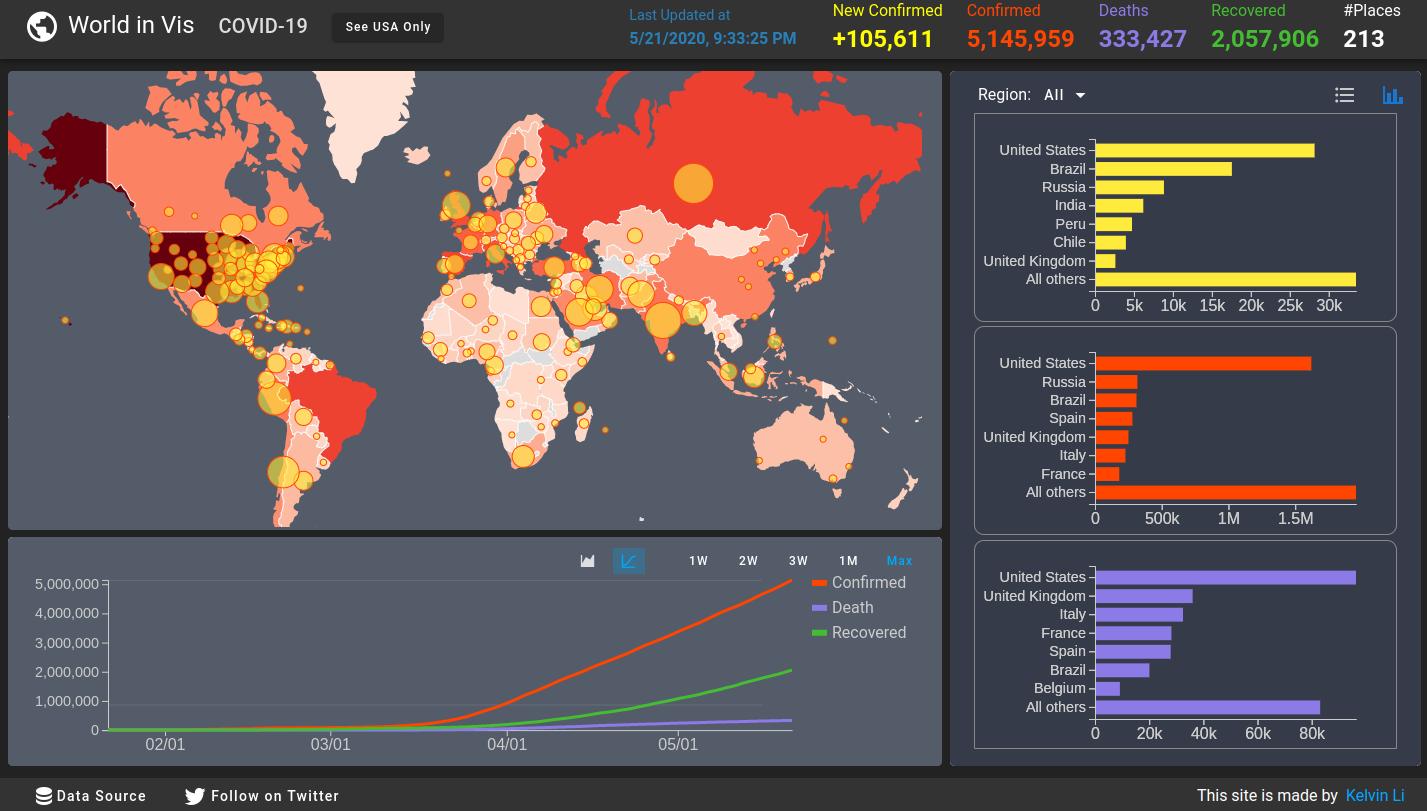 World in Vis COVID-19 See USA Only
Last Updated at
5/21/2020, 9:33:25 PM
New Confirmed
+105,611
Confirmed
5,145,959
Deaths
333,427
Recovered
2,057,906
#Places
213
Region: All
United States
Brazil
Russia
India
Peru
Chile
United Kingdom
All others
0 5k 10k 15k 20k 25k 30k
United States
Russia
Brazil
Spain
United Kingdom
Italy
France
All others
0 500k 1M 1.5M
United States
United Kingdom
Italy
France
Spain
Brazil
Belgium
All others
0 20k 40k 60k 80k
1W 2W 3W 1M Max
5,000,000
4,000,000
3,000,000
2,000,000
1,000,000
0
02/01 03/01 04/01 05/01
Confirmed
Death
Recovered
Data Source Follow on Twitter
This site is made by Kelvin Li